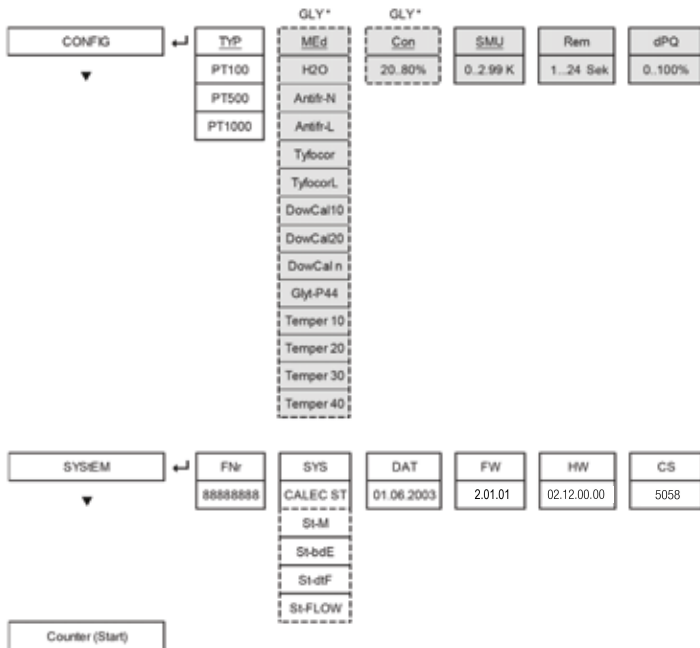 GLY* GLY*
CONFIG TYP MEd Con SMU Rem dPQ
PT100 H2O 20..80% 0..2.99 K 1...24 Sek 0..100%
PT500 Antifr-N
PT1000 Antifr-L
Tyfocor
TyfocorL
DowCal10
DowCal20
DowCal n
Glyt-P44
Temper 10
Temper 20
Temper 30
Temper 40
SYStEM FNr SYS DAT FW HW CS
88888888 CALEC ST 01.06.2003 2.01.01 02.12.00.00 5058
St-M
St-bdE
St-dtF
St-FLOW
Counter (Start)